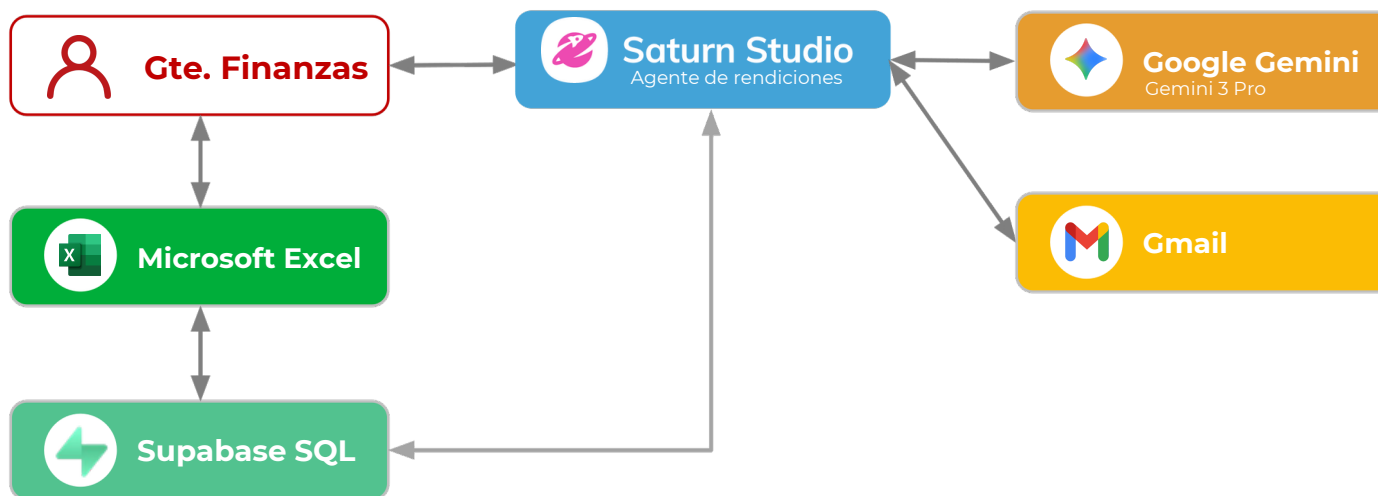 Gte. Finanzas
Saturn Studio
Agente de rendiciones
Google Gemini
Gemini 3 Pro
X
Microsoft Excel
Gmail
Supabase SQL